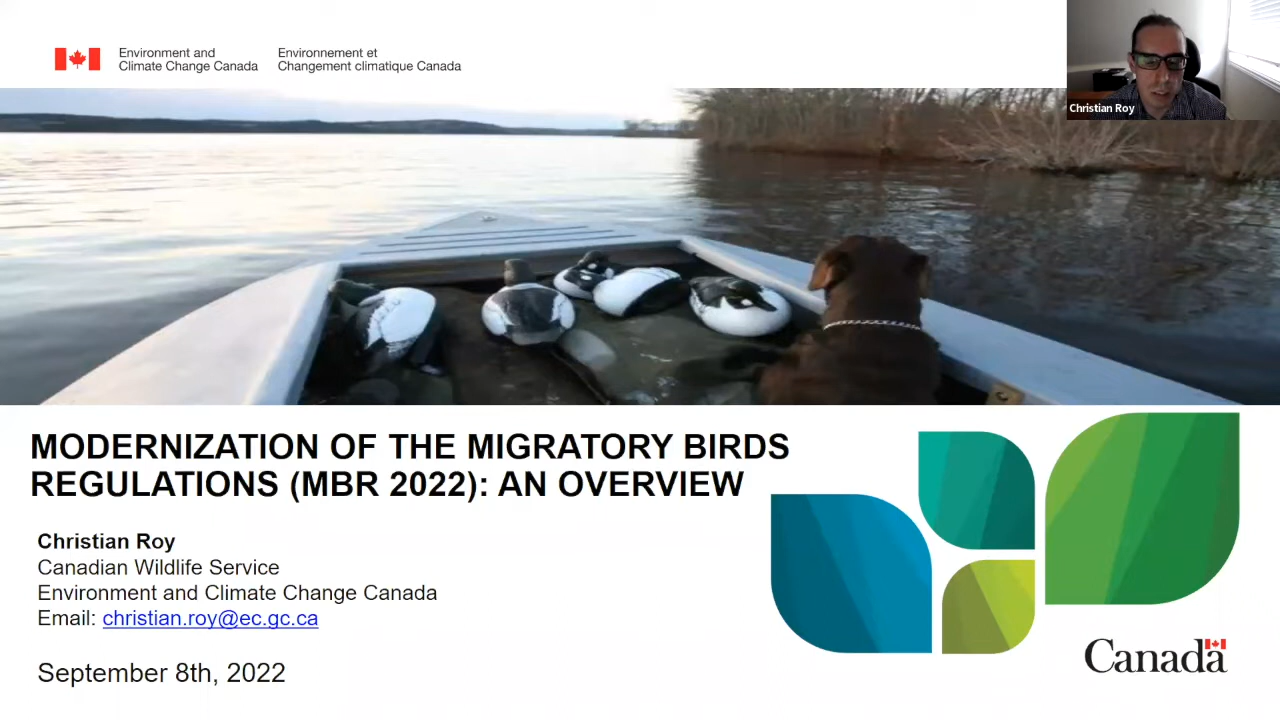 Environment and
Climate Change Canada
Environnement et
Changement climatique Canada
Christian Roy
MODERNIZATION OF THE MIGRATORY BIRDS
REGULATIONS (MBR 2022): AN OVERVIEW
Christian Roy
Canadian Wildlife Service
Environment and Climate Change Canada
Email: christian.roy@ec.gc.ca
September 8th, 2022
Canada